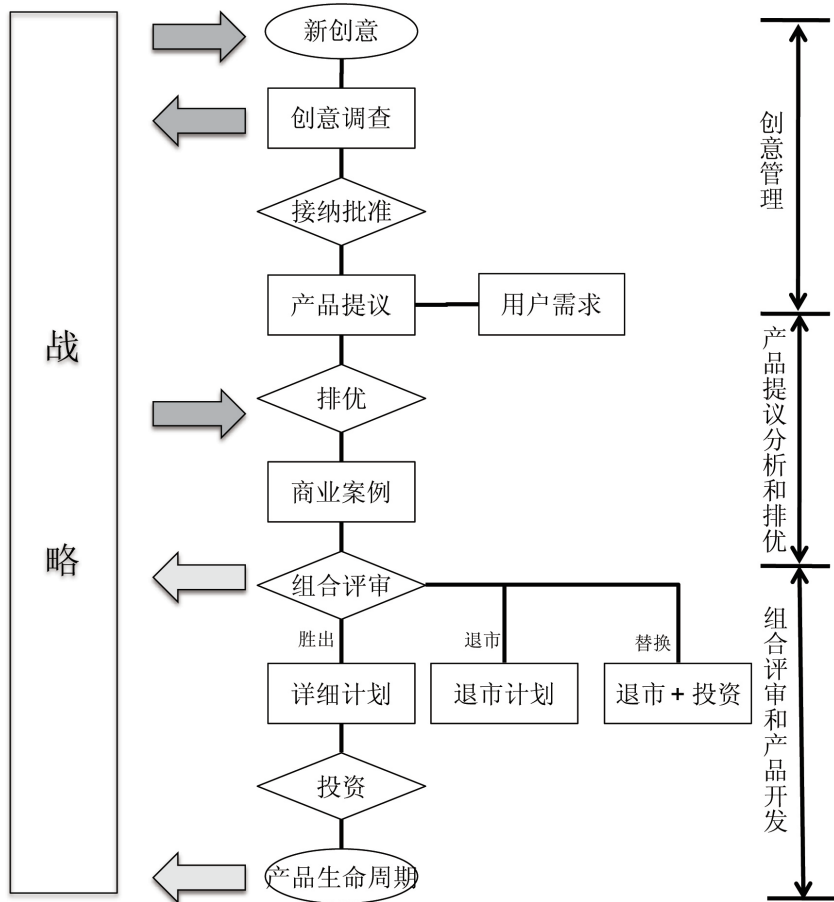 战略
新创意
创意调查
接纳批准
产品提议
用户需求
排优
商业案例
组合评审
胜出
退市
替换
详细计划
退市计划
退市 + 投资
投资
产品生命周期
创意管理
产品提议分析和排优
组合评审和产品开发